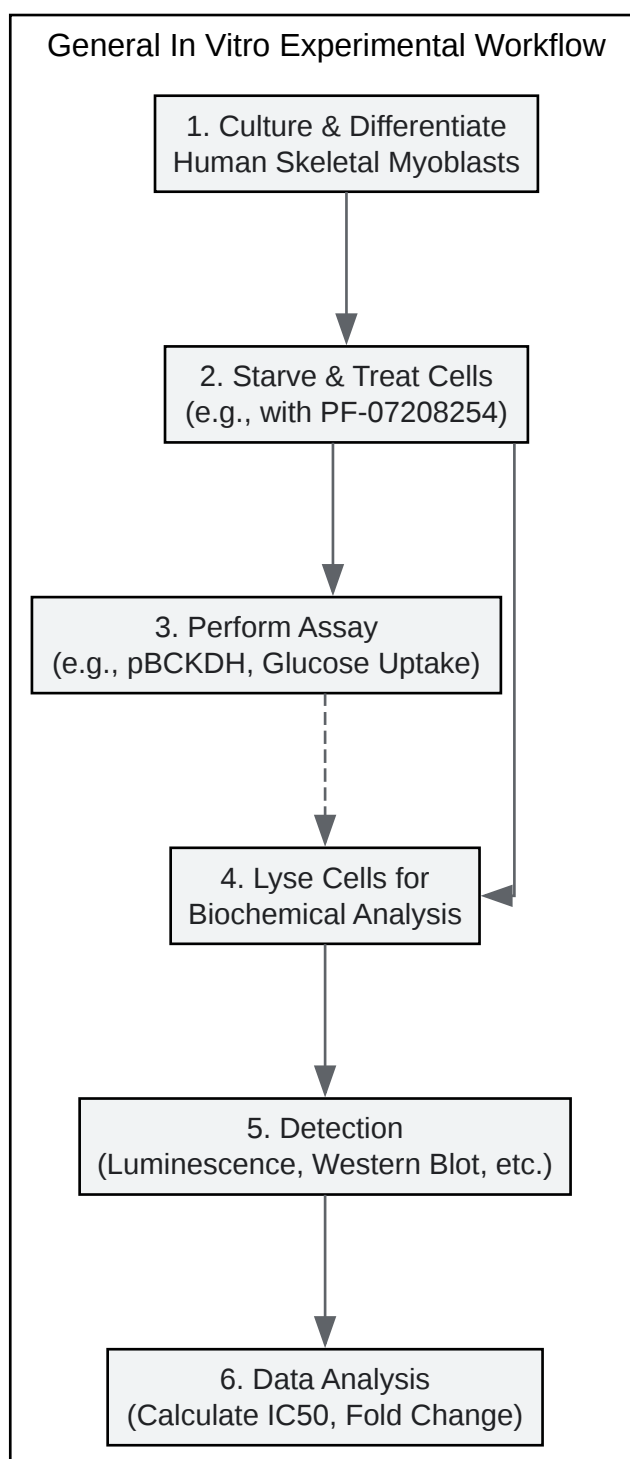 General In Vitro Experimental Workflow
1. Culture & Differentiate
Human Skeletal Myoblasts
2. Starve & Treat Cells
(e.g., with PF-07208254)
3. Perform Assay
(e.g., pBCKDH, Glucose Uptake)
4. Lyse Cells for
Biochemical Analysis
5. Detection
(Luminescence, Western Blot, etc.)
6. Data Analysis
(Calculate IC50, Fold Change)